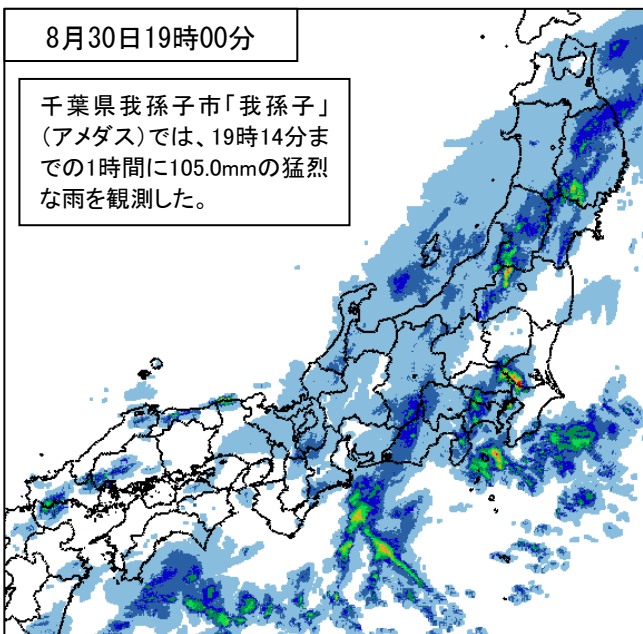 8月30日19時00分
千葉県我孫子市「我孫子」
（アメダス）では、19時14分ま
での1時間に105.0mmの猛烈
な雨を観測した。